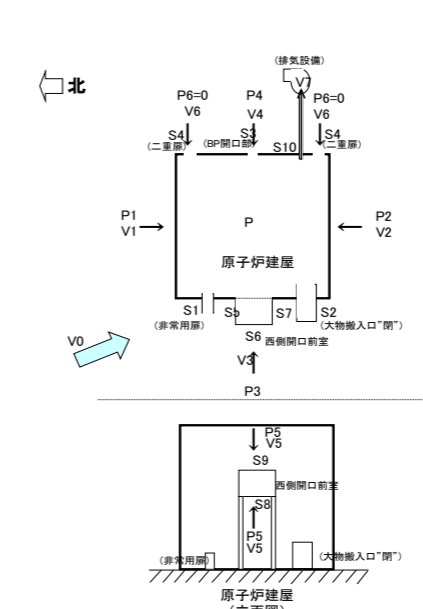 (排気設備)
北
V7
P6=0
P4
P6=0
V6
V4
V6
S4
S3
S4
(二重扉)
(BP開口部)
S10
(二重扉)
P1
V1
P
P2
V2
原子炉建屋
S1
S5
S7
S2
(非常用扉)
S6
西側開口前室
(大物搬入口"閉")
V0
V3
P3
P5
V5
S9
西側開口前室
S8
P5
V5
(非常用扉)
(大物搬入口"閉")
原子炉建屋
(立面図)